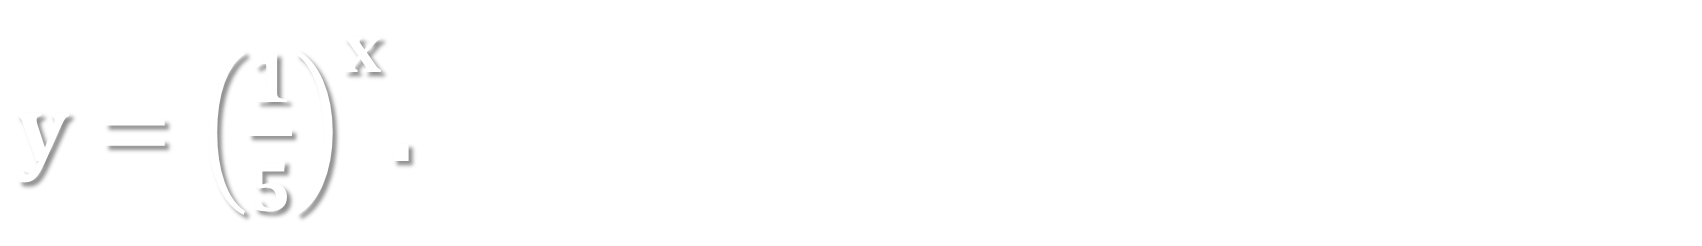 y = (1/5)^x.